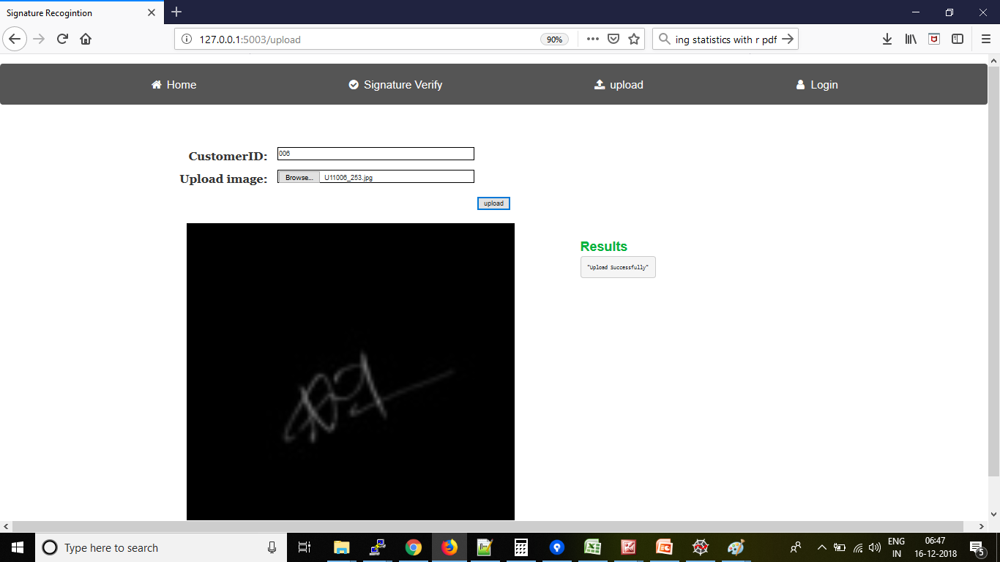 Signature Recogintion
127.0.0.1:5003/upload
90%
ing statistics with r pdf
Home
Signature Verify
upload
Login
CustomerID:
006
Upload image:
Browse...
U11006_253.jpg
upload
Results
"Upload Successfully"
Type here to search
ENG
IN
06:47
16-12-2018
5